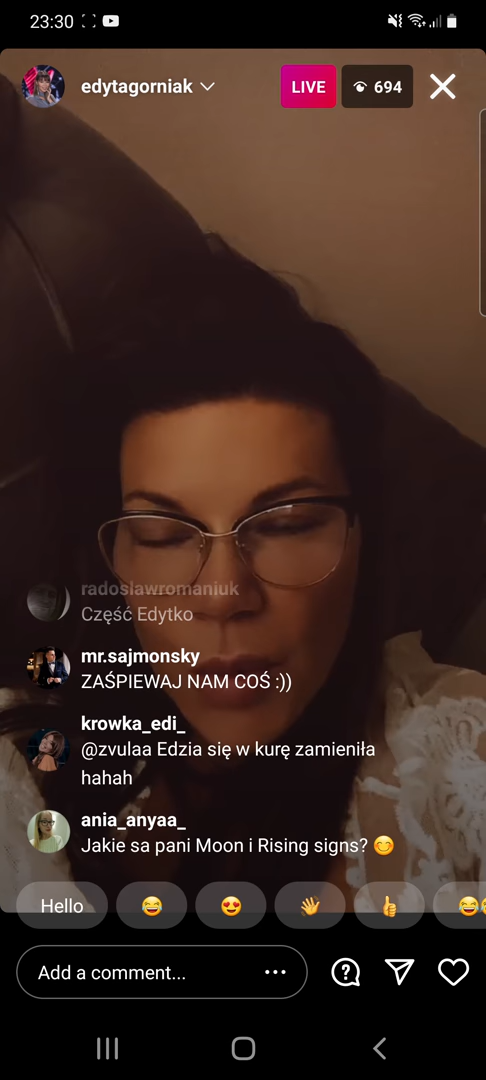 23:30
edytagorniak
LIVE
694
radoslawromaniuk
Część Edytko
mr.sajmonsky
ZAŚPIEWAJ NAM COŚ :))
krowka_edi_
@zvulaa Edzia się w kurę zamieniła
hahah
ania_anyaa_
Jakie sa pani Moon i Rising signs? 😊
Hello
Add a comment...